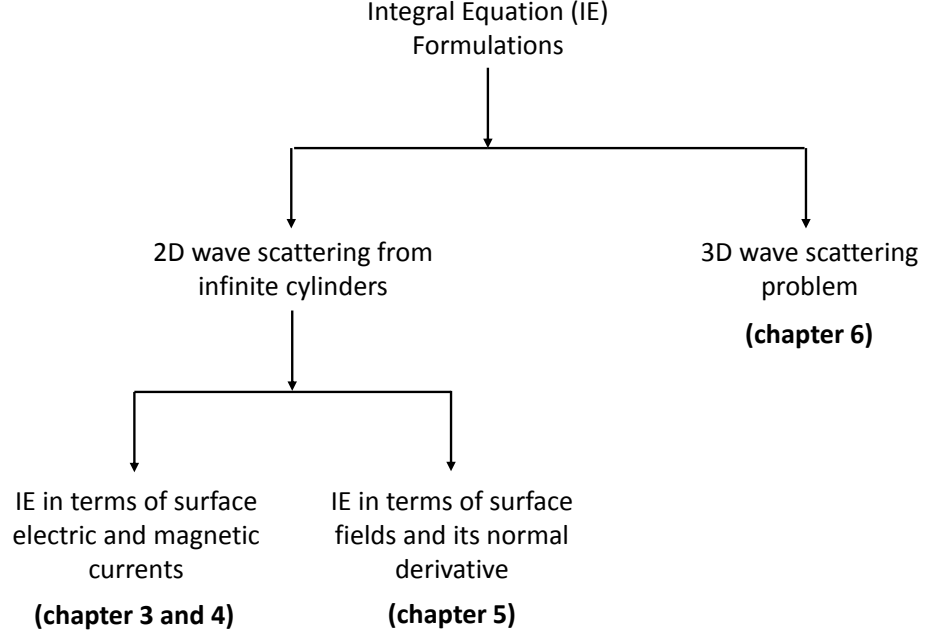 Integral Equation (IE)
Formulations
2D wave scattering from
infinite cylinders
3D wave scattering
problem
(chapter 6)
IE in terms of surface
electric and magnetic
currents
(chapter 3 and 4)
IE in terms of surface
fields and its normal
derivative
(chapter 5)